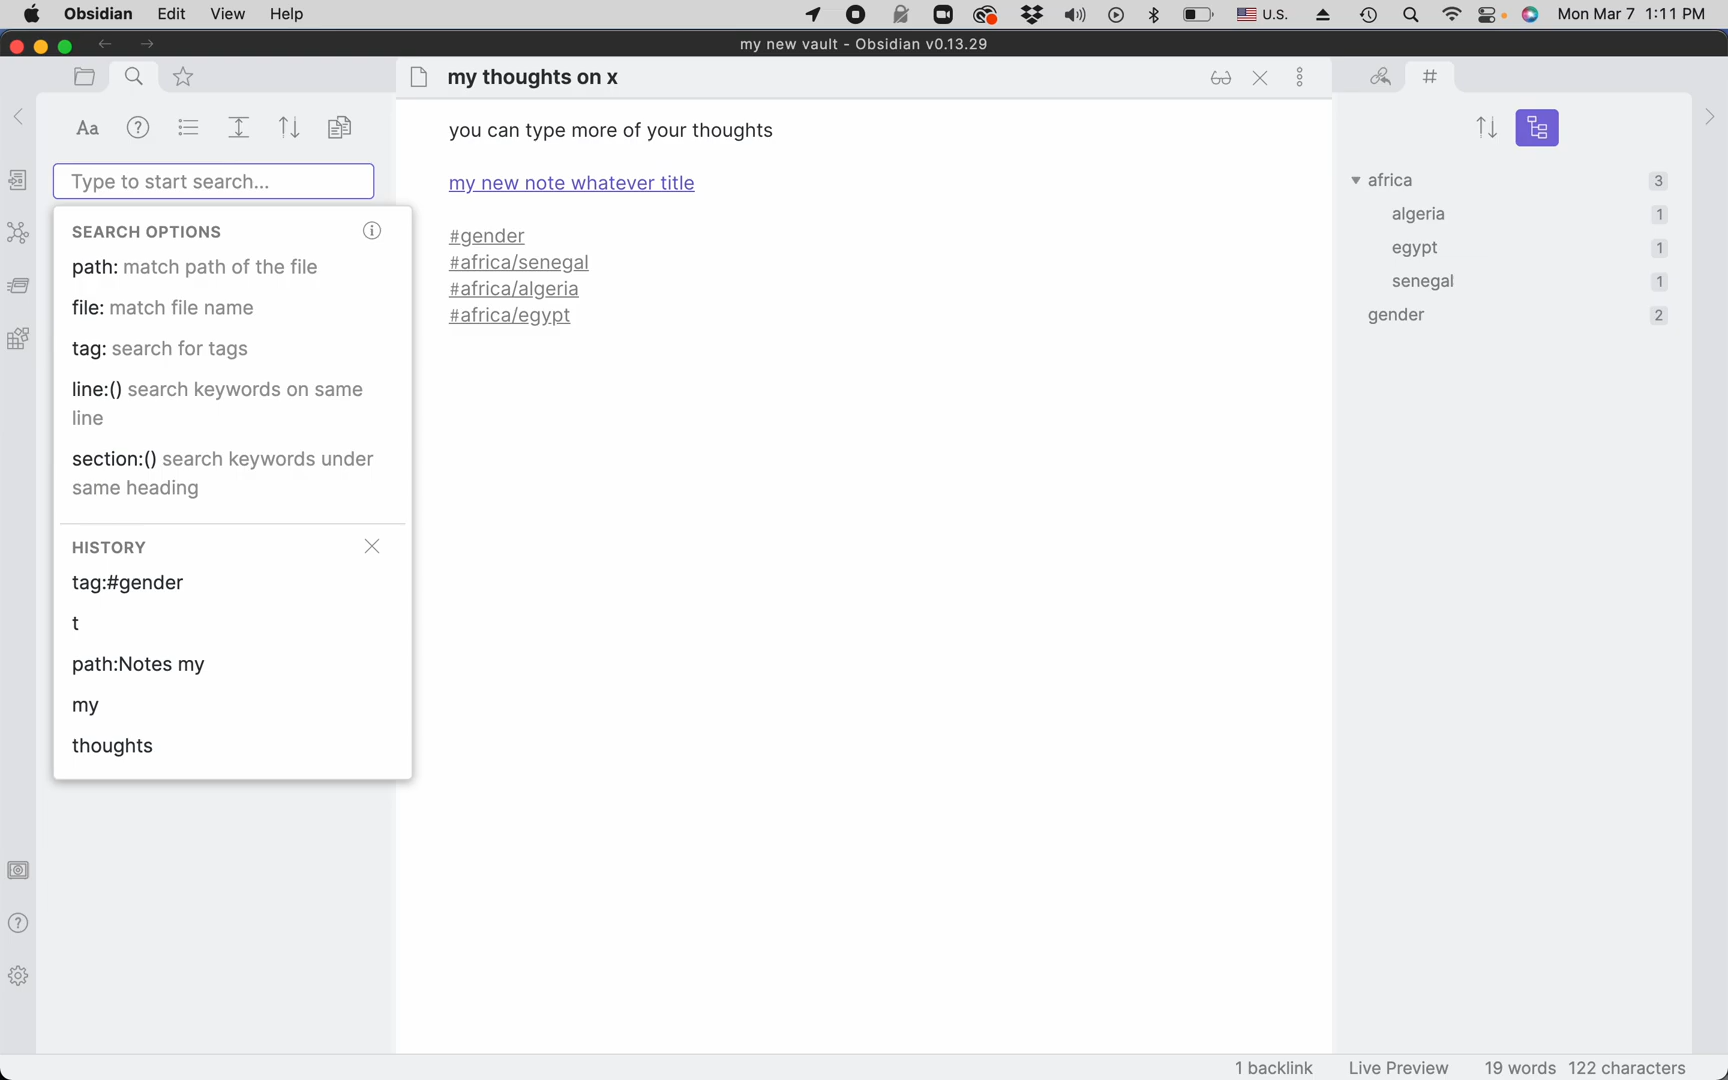 Obsidian Edit View Help
U.S. Mon Mar 7 1:11 PM
my new vault - Obsidian v0.13.29
my thoughts on x
Aa
Type to start search...
SEARCH OPTIONS
path: match path of the file
file: match file name
tag: search for tags
line:() search keywords on same
line
section:() search keywords under
same heading
HISTORY
tag:#gender
t
path:Notes my
my
thoughts
you can type more of your thoughts
my new note whatever title
#gender
#africa/senegal
#africa/algeria
#africa/egypt
africa 3
algeria 1
egypt 1
senegal 1
gender 2
1 backlink Live Preview 19 words 122 characters